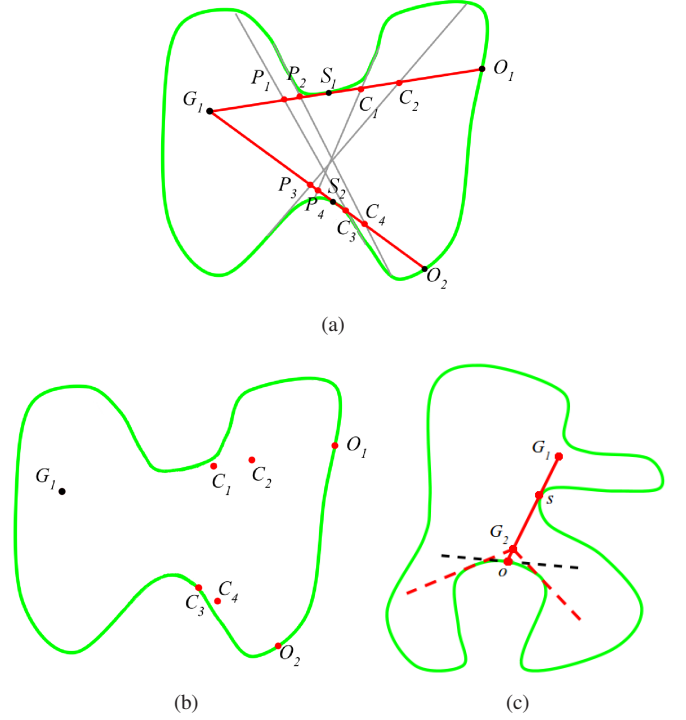 P₁ P₂ S₁ O₁
G₁ C₁ C₂
P₃ S₂
P₄ C₃ C₄
O₂
(a)
O₁
C₁ C₂
G₁
C₃ C₄
O₂
G₁
s
G₂
o
(b) (c)